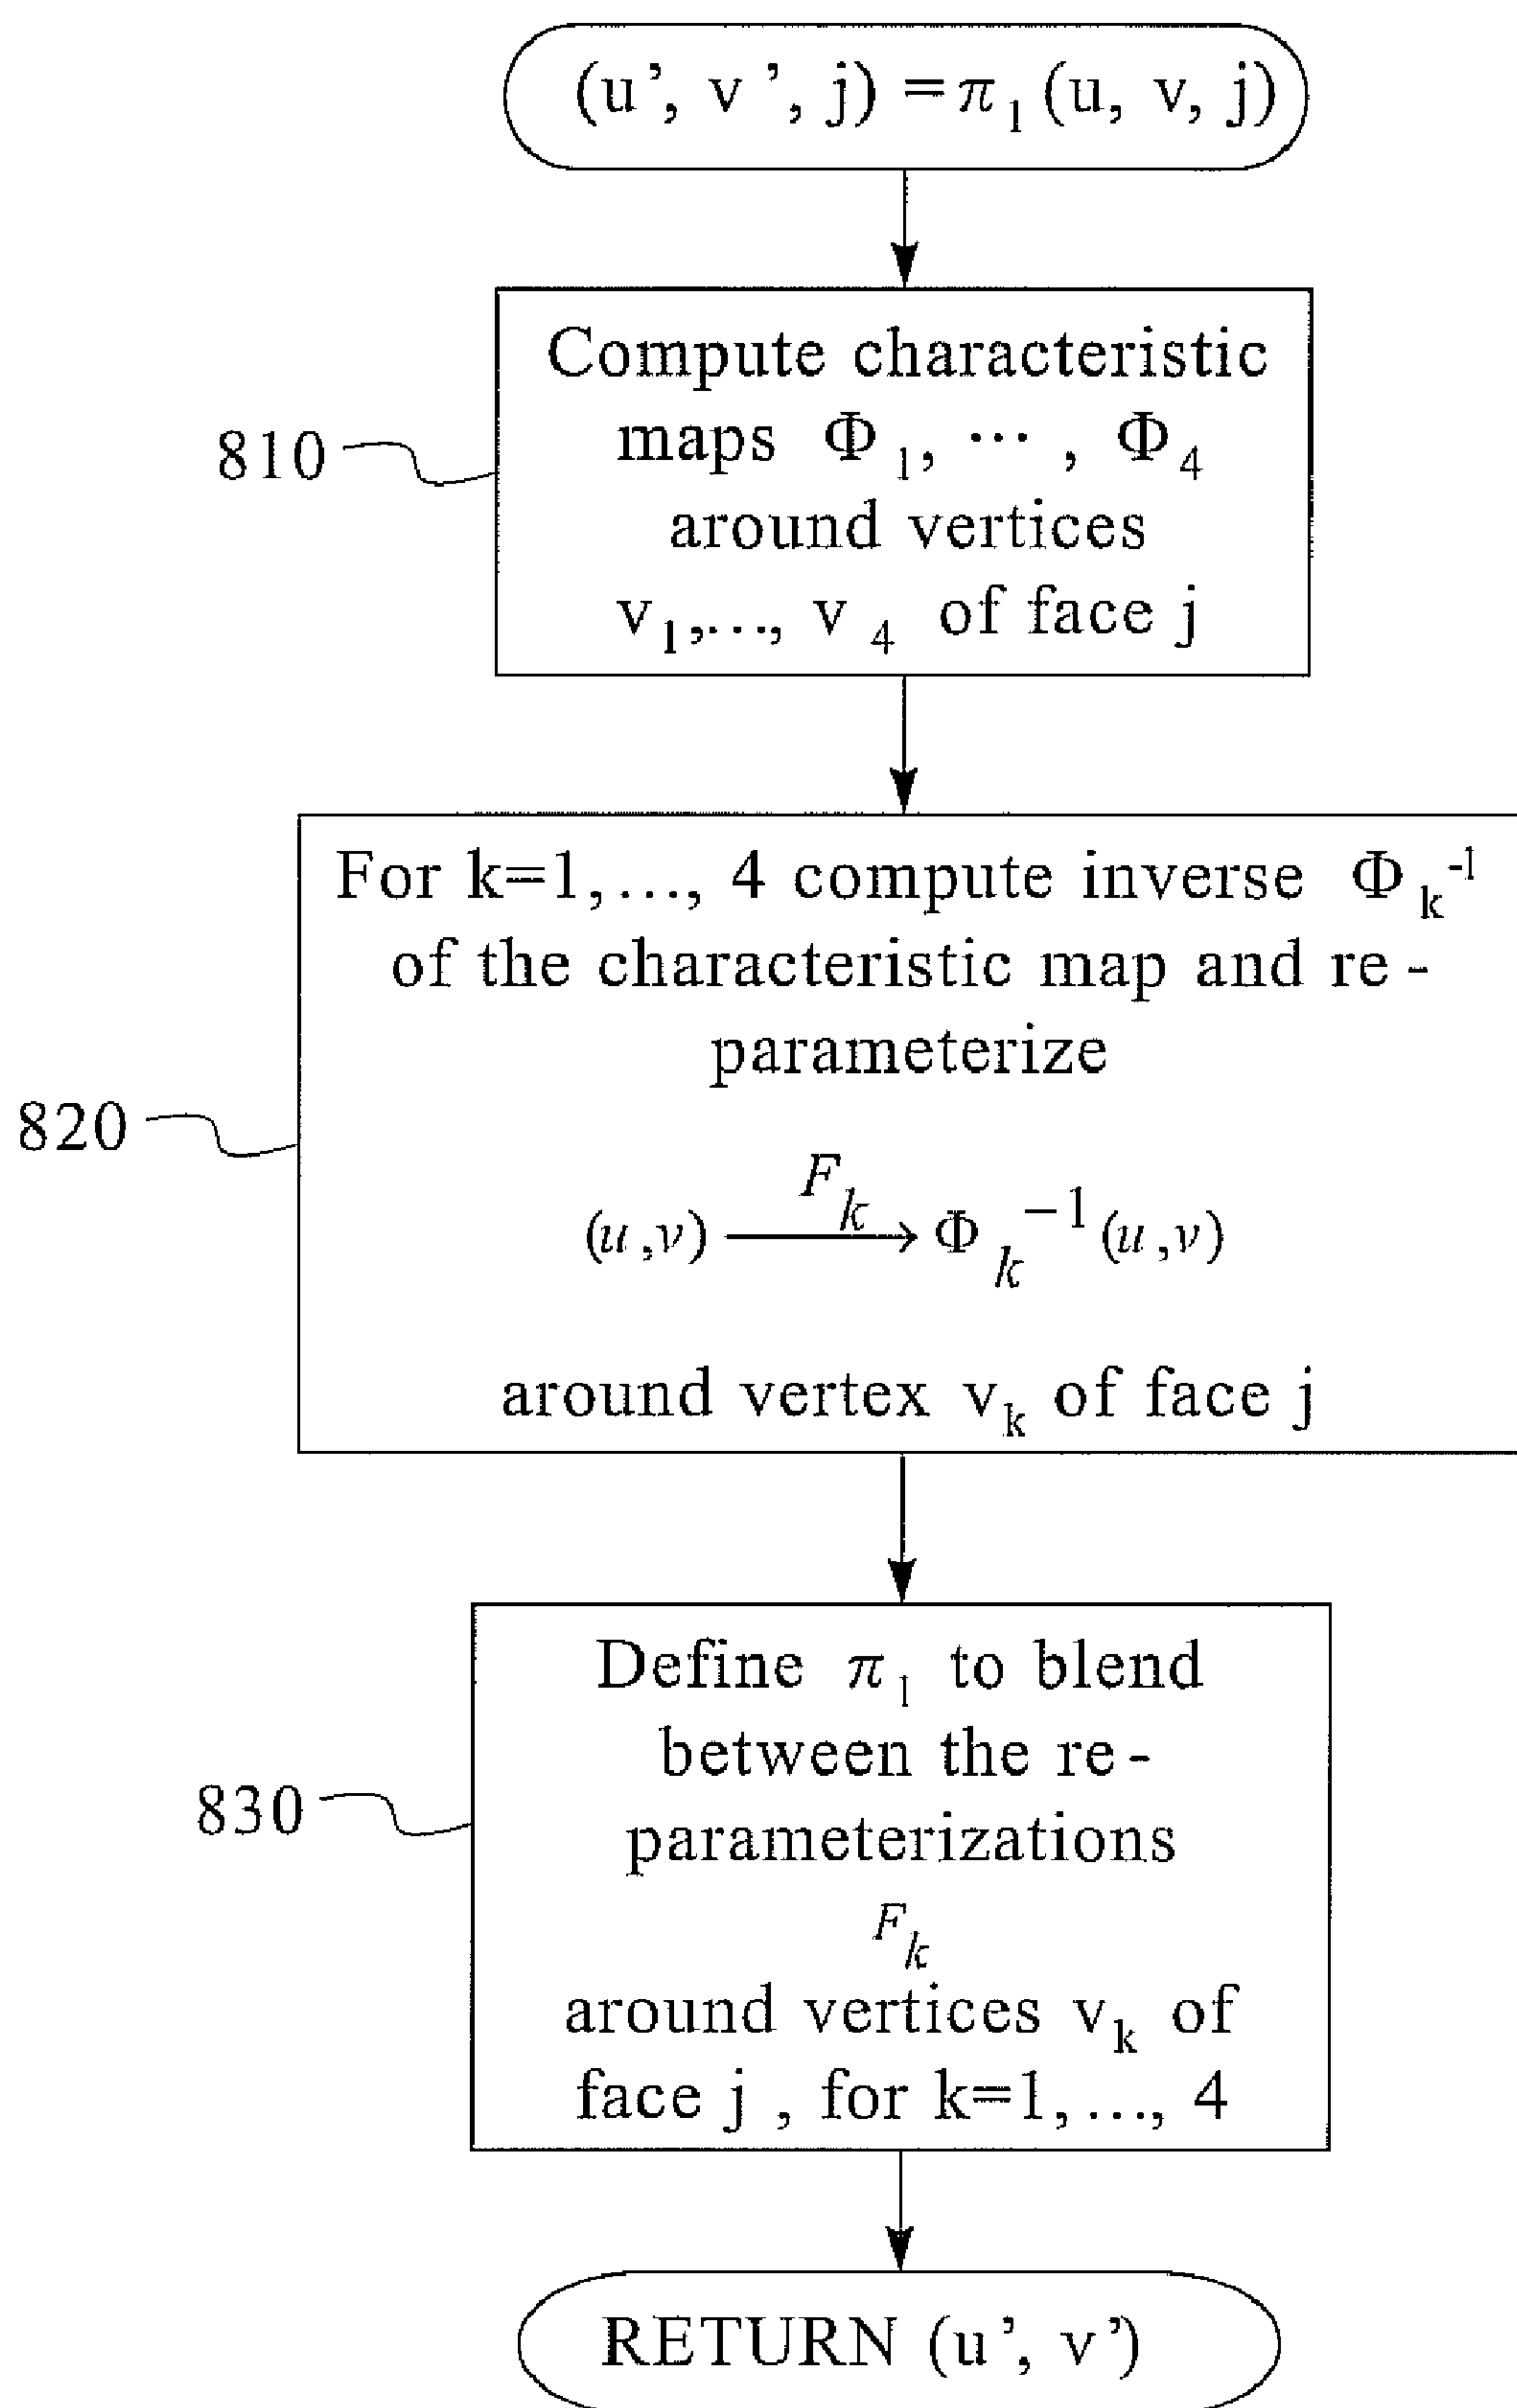 (u’, v’, j) = π₁ (u, v, j)
Compute characteristic
maps Φ₁, ⋯, Φ₄
around vertices
v₁,..., v₄ of face j
810
For k=1,..., 4 compute inverse Φₖ⁻¹
of the characteristic map and re-
parameterize
820
(u,v) —Fₖ→ Φₖ⁻¹(u,v)
around vertex vₖ of face j
Define π₁ to blend
between the re-
parameterizations
830
Fₖ
around vertices vₖ of
face j , for k=1,..., 4
RETURN (u’, v’)